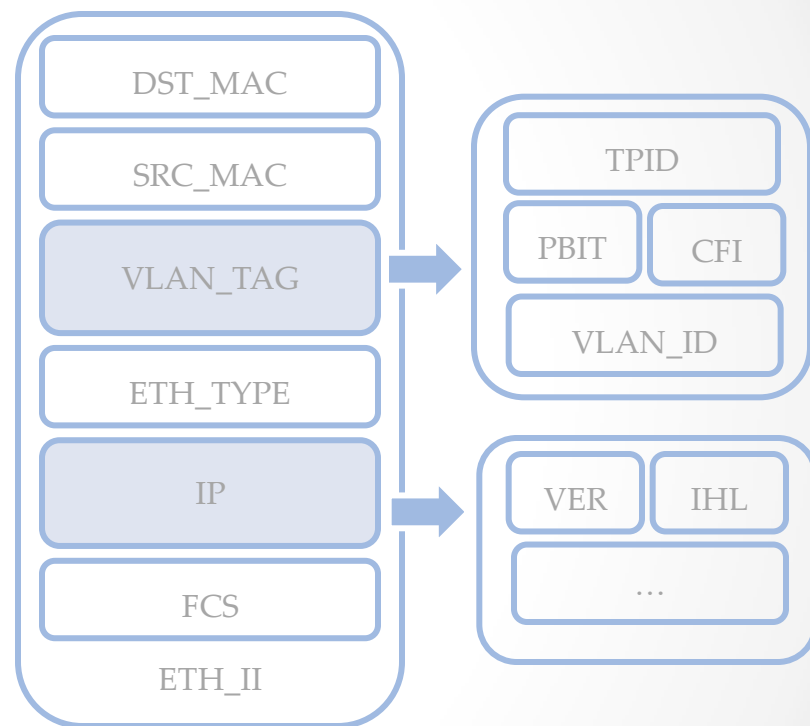 DST_MAC
SRC_MAC
VLAN_TAG
ETH_TYPE
IP
FCS
ETH_II
TPID
PBIT CFI
VLAN_ID
VER IHL
…